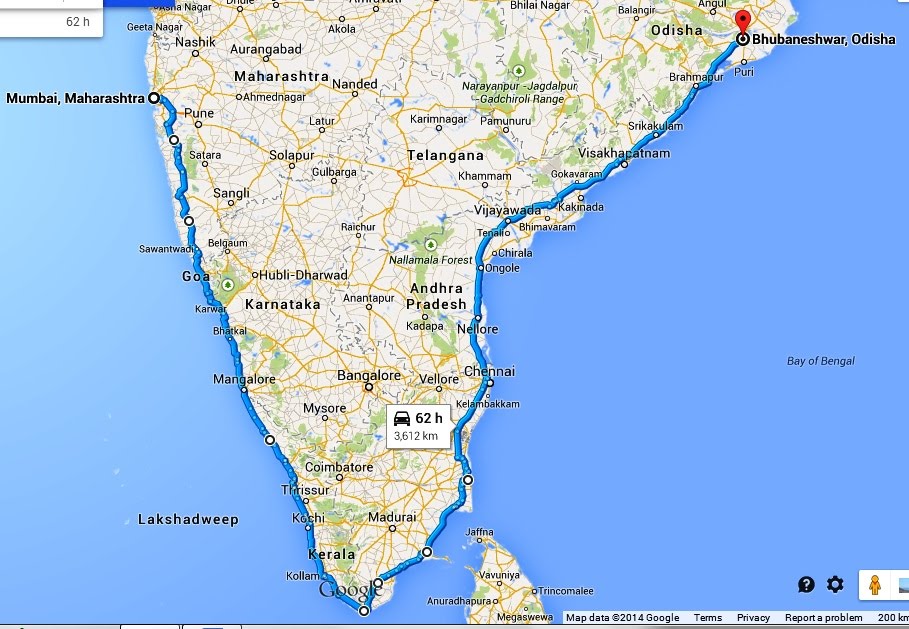 62 h
Asha Nagar
Dhule
Amravati
Bhilai Nagar
Angul
Balangir
Geeta Nagar
Akola
Odisha
Bhubaneshwar, Odisha
Nashik
Aurangabad
Puri
Maharashtra
Nanded
Narayanpur -Jagdalpur
-Gadchiroli Range
Brahmapur
Mumbai, Maharashtra
Ahmednagar
Pune
Latur
Karimnagar
Pamunuru
Srikakulam
Satara
Solapur
Telangana
Visakhapatnam
Gulbarga
Khammam
Gokavaram
Sangli
Vijayawada
Kakinada
Raichur
Tenali
Bhimavaram
Sawantwadi
Belgaum
Nallamala Forest
Chirala
Goa
Hubli-Dharwad
Ongole
Karwar
Karnataka
Anantapur
Andhra
Pradesh
Bhatkal
Kadapa
Nellore
Bay of Bengal
Mangalore
Bangalore
Vellore
Chennai
Mysore
Kelambakkam
62 h
3,612 km
Coimbatore
Thrissur
Lakshadweep
Kochi
Madurai
Jaffna
Kerala
Kollam
Google
Vavuniya
Trincomalee
Anuradhapura
Megaswewa
Map data ©2014 Google
Terms
Privacy
Report a problem
200 km